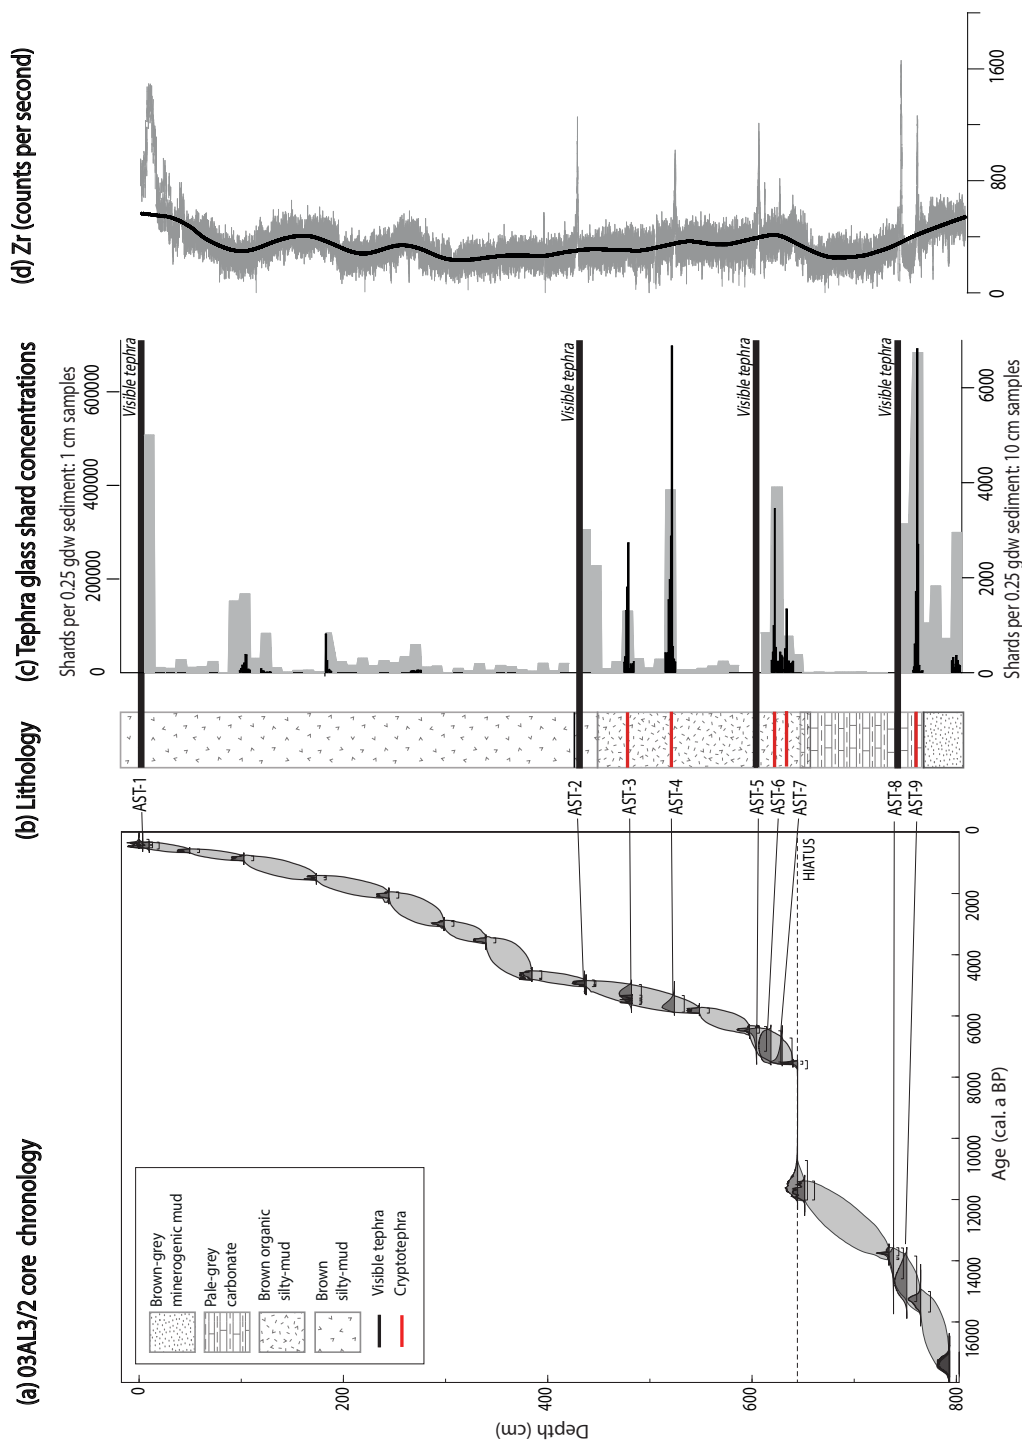 (a) 03AL3/2 core chronology
Brown-grey
minerogenic mud
Pale-grey
carbonate
Brown organic
silty-mud
Brown
silty-mud
Visible tephra
Cryptotephra
0
200
400
600
800
Depth (cm)
16000
14000
12000
10000
8000
6000
4000
2000
0
Age (cal. a BP)
HIATUS
(b) Lithology
AST-1
AST-2
AST-3
AST-4
AST-5
AST-6
AST-7
AST-8
AST-9
(c) Tephra glass shard concentrations
Shards per 0.25 gdw sediment: 1 cm samples
0
200000
400000
600000
Visible tephra
Visible tephra
Visible tephra
Visible tephra
0
2000
4000
6000
Shards per 0.25 gdw sediment: 10 cm samples
(d) Zr (counts per second)
0
800
1600